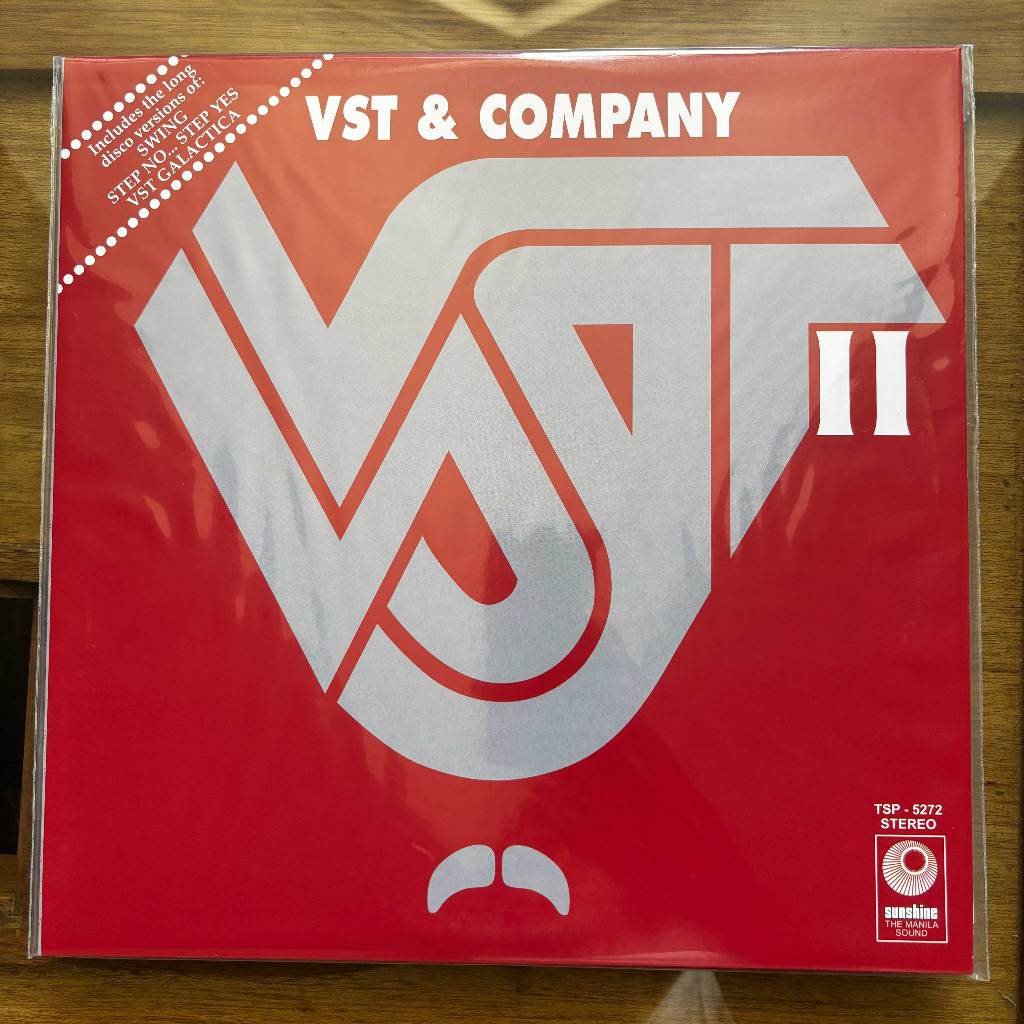 Includes the long
disco versions of:
SWING
STEP NO... STEP YES
VST GALACTICA
VST & COMPANY
VST
II
TSP - 5272
STEREO
sunshine
THE MANILA
SOUND